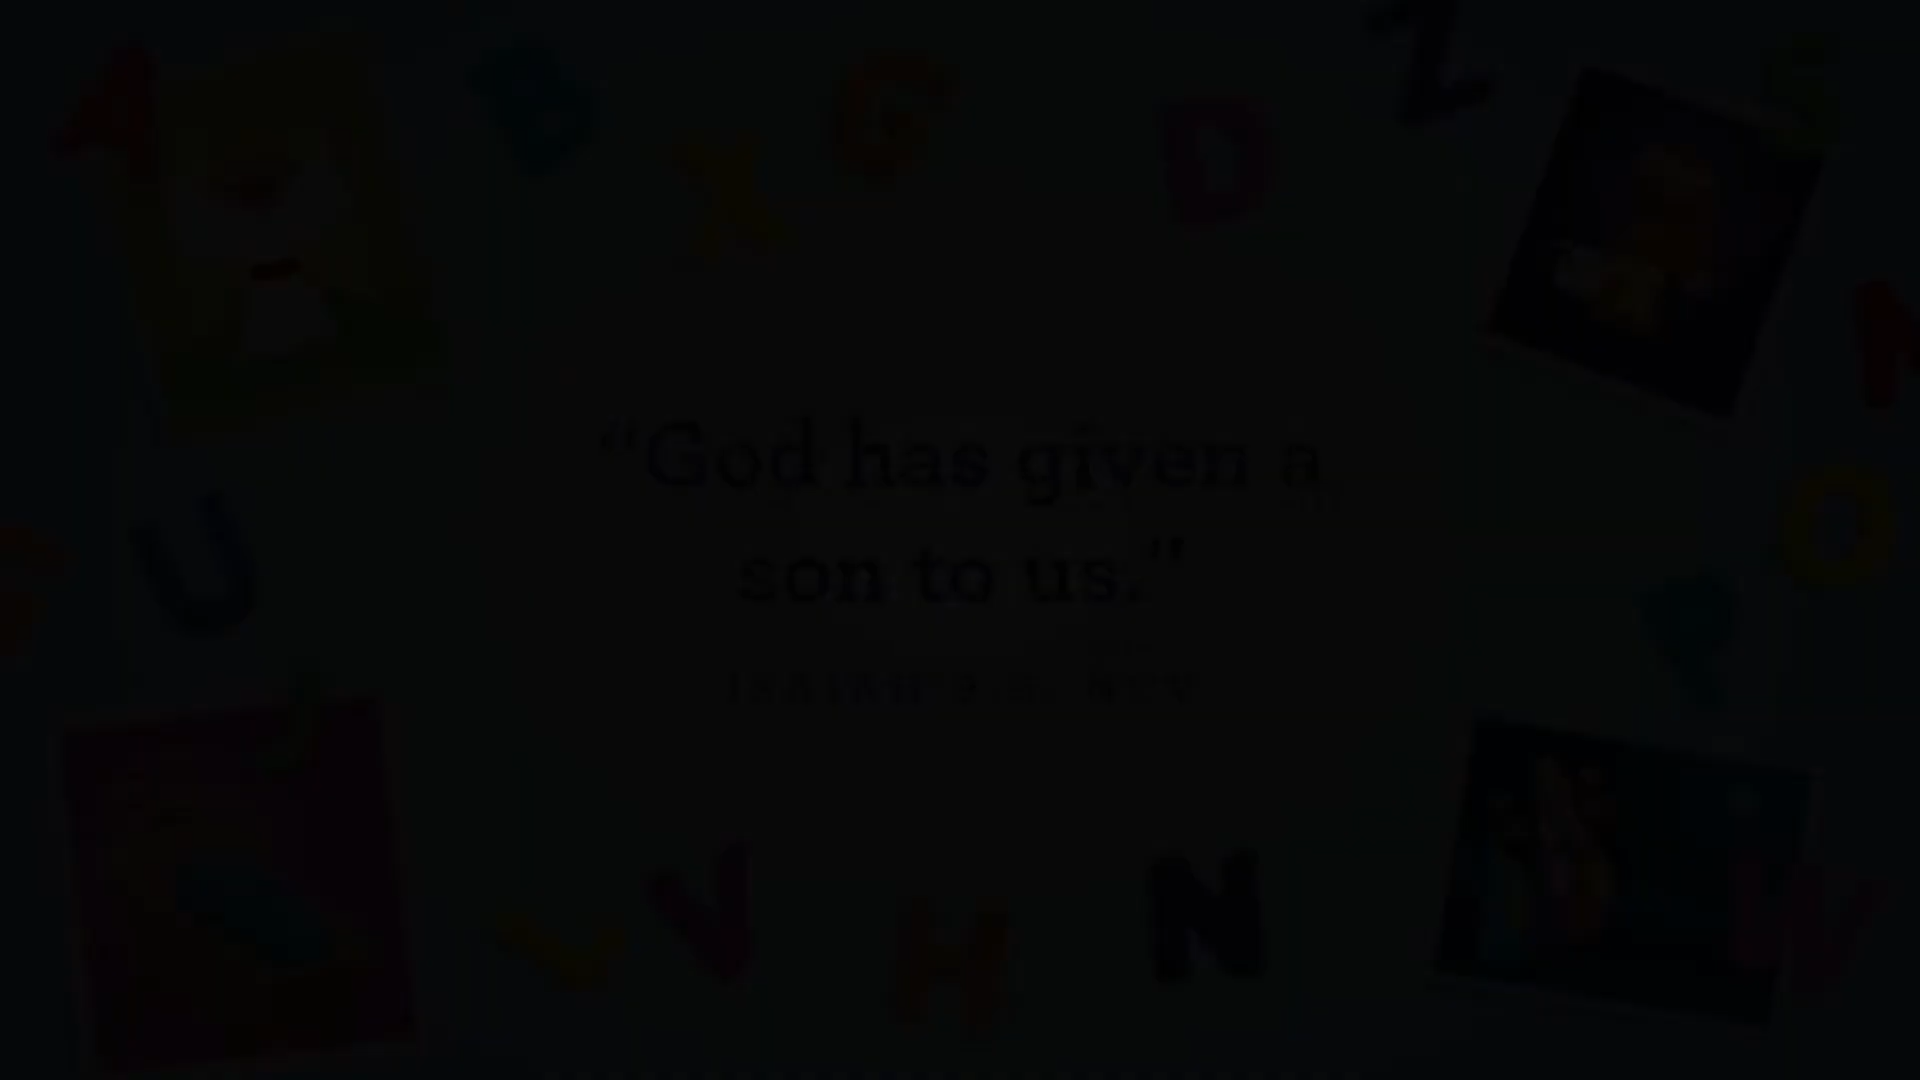 A B G D Z S
X
"God has given a
son to us."
U O
V H N